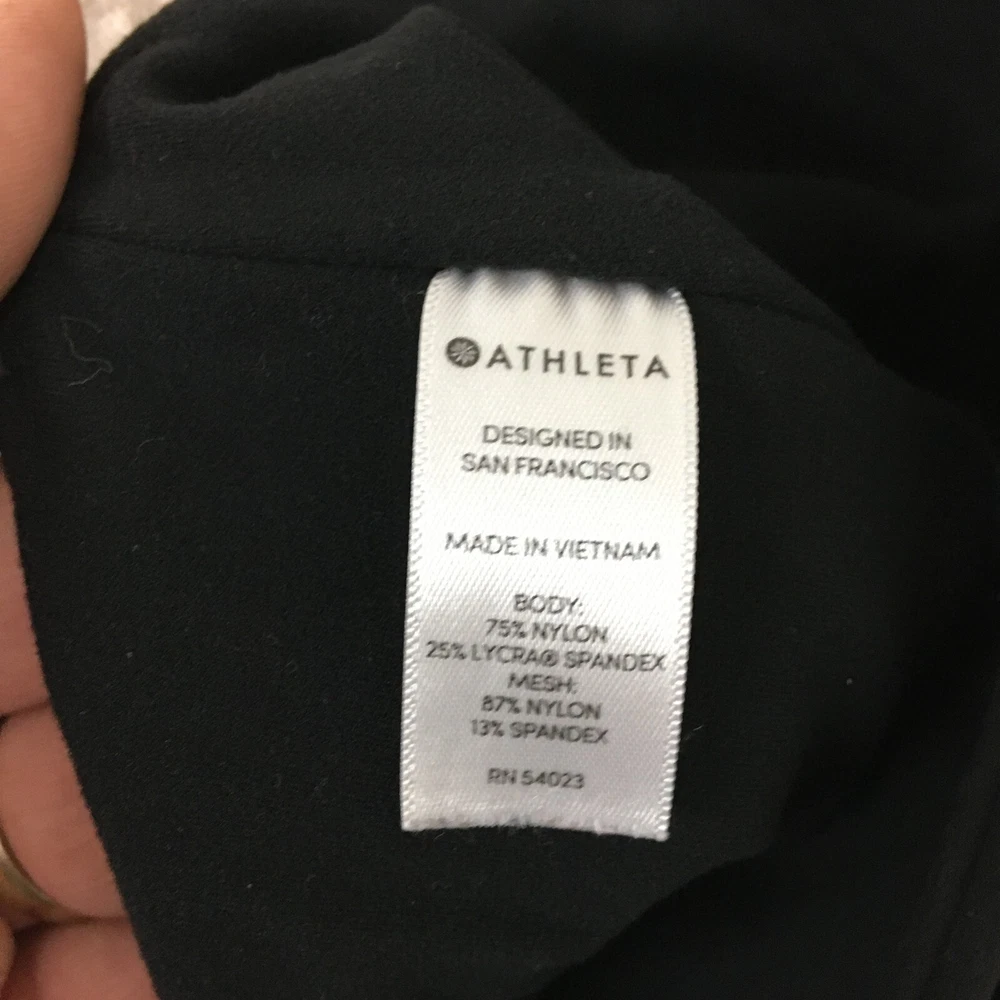 ATHLETA
DESIGNED IN
SAN FRANCISCO
MADE IN VIETNAM
BODY:
75% NYLON
25% LYCRA® SPANDEX
MESH:
87% NYLON
13% SPANDEX
RN 54023